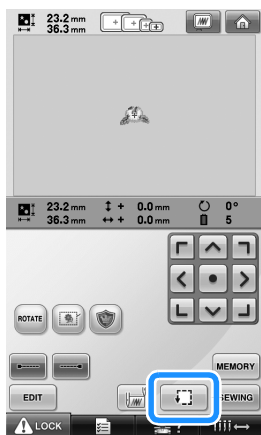 23.2 mm
36.3 mm
23.2 mm ↕ + 0.0 mm 0°
36.3 mm ↔ + 0.0 mm 5
ROTATE
MEMORY
EDIT
SEWING
LOCK ?